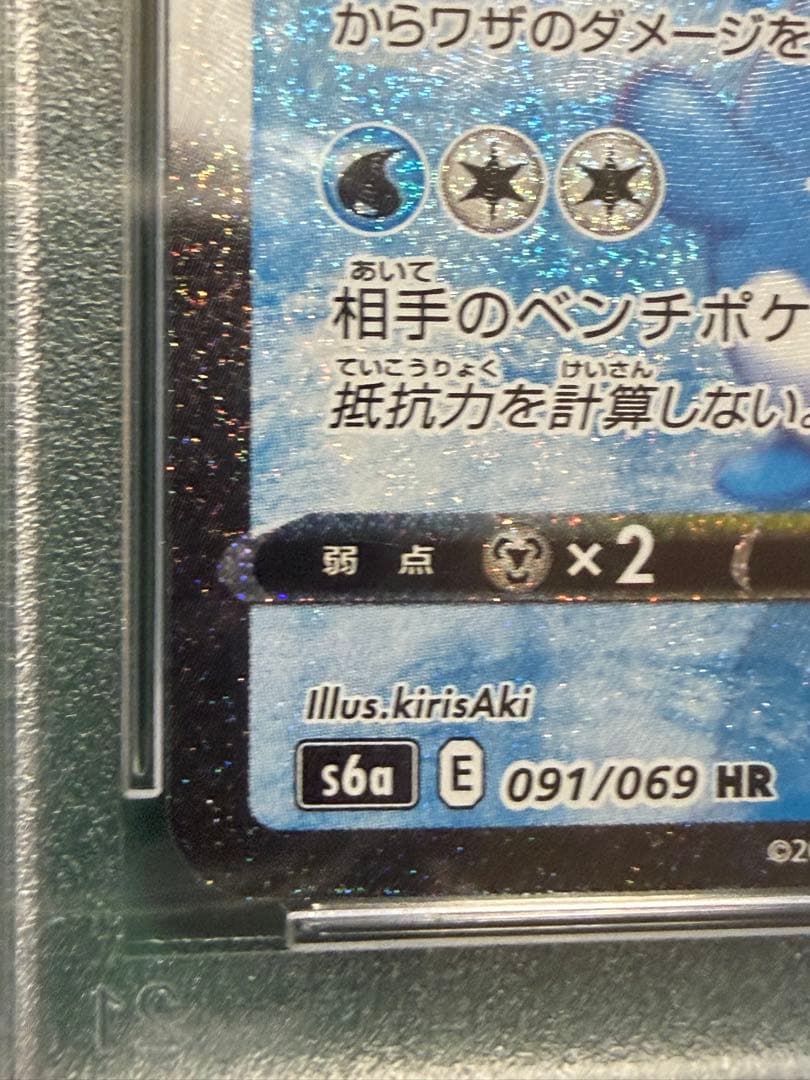 からワザのダメージを
あいて
相手のベンチポケ
ていこうりょく けいさん
抵抗力を計算しない。
弱点 ×2
Illus.kirisAki
s6a E 091/069 HR
©20
21